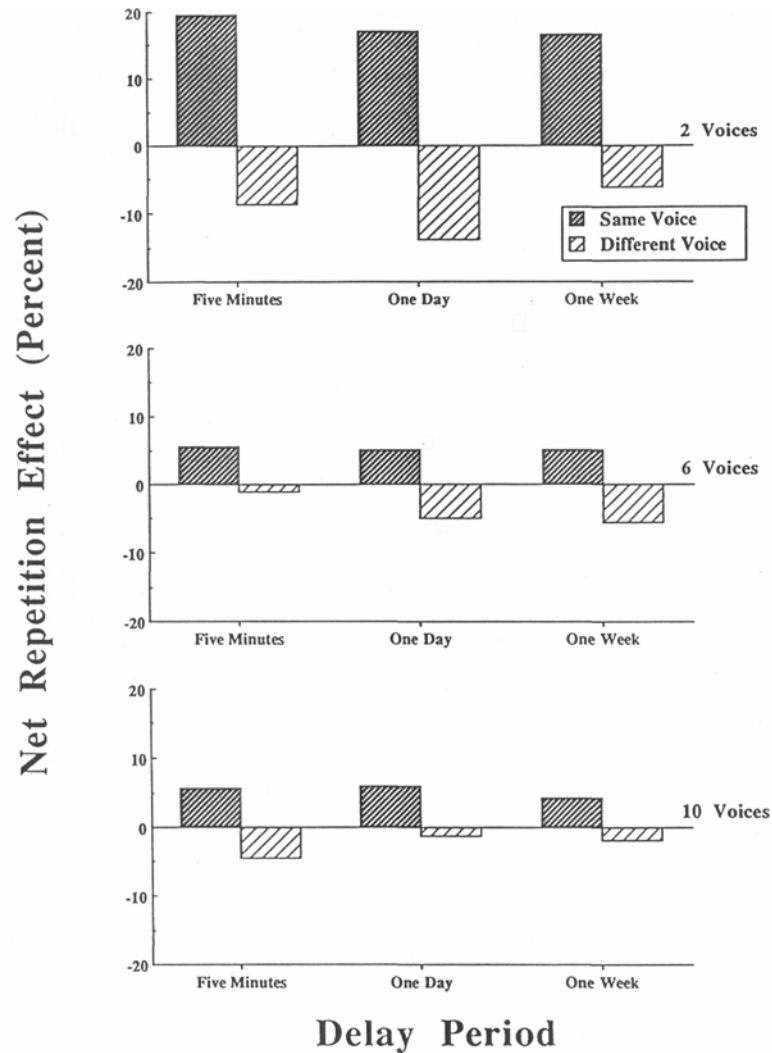 Net Repetition Effect (Percent)
20
10
0
-10
-20
2 Voices
Same Voice
Different Voice
Five Minutes
One Day
One Week
20
10
0
-10
-20
6 Voices
Five Minutes
One Day
One Week
20
10
0
-10
-20
10 Voices
Five Minutes
One Day
One Week
Delay Period